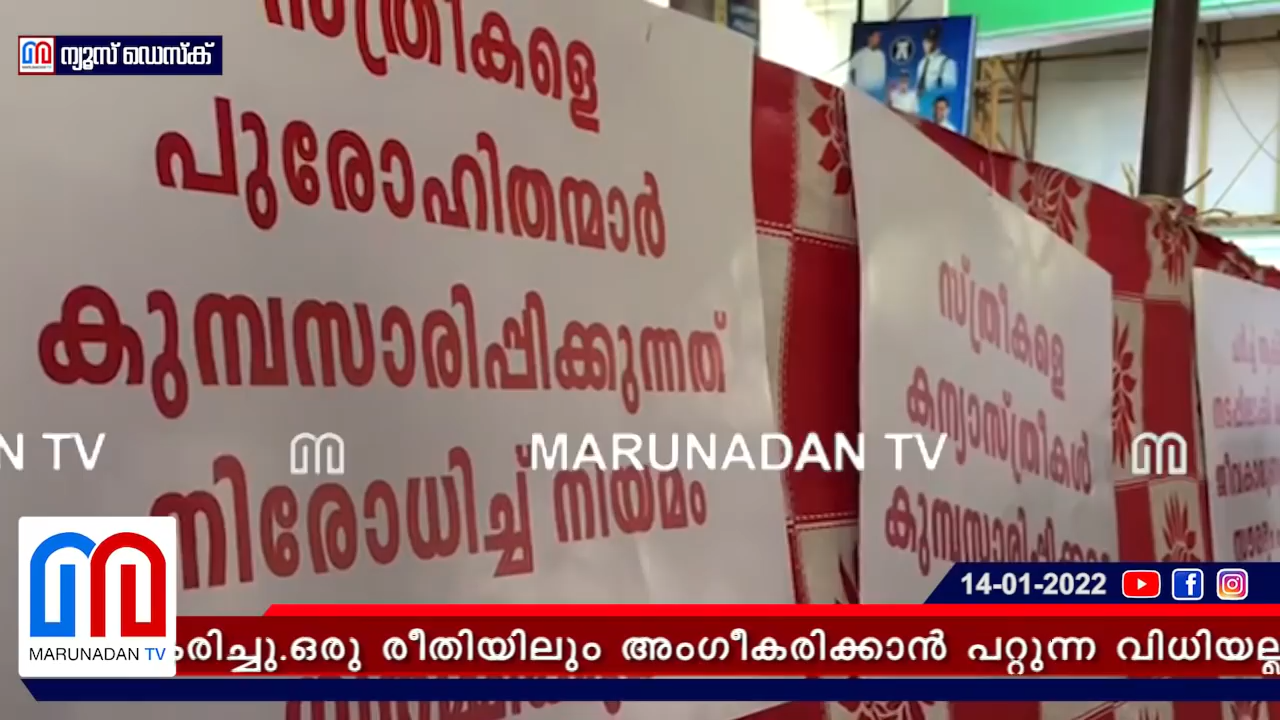 ന്യൂസ് ഡെസ്ക്
സ്ത്രീകളെ
പുരോഹിതന്മാർ
കുമ്പസാരിപ്പിക്കുന്നത്
നിരോധിച്ച് നിയമം
സ്ത്രീകളെ
കന്യാസ്ത്രീകൾ
MARUNADAN TV
14-01-2022
കരിച്ചു.ഒരു രീതിയിലും അംഗീകരിക്കാൻ പറ്റുന്ന വിധിയല്ല
MARUNADAN TV